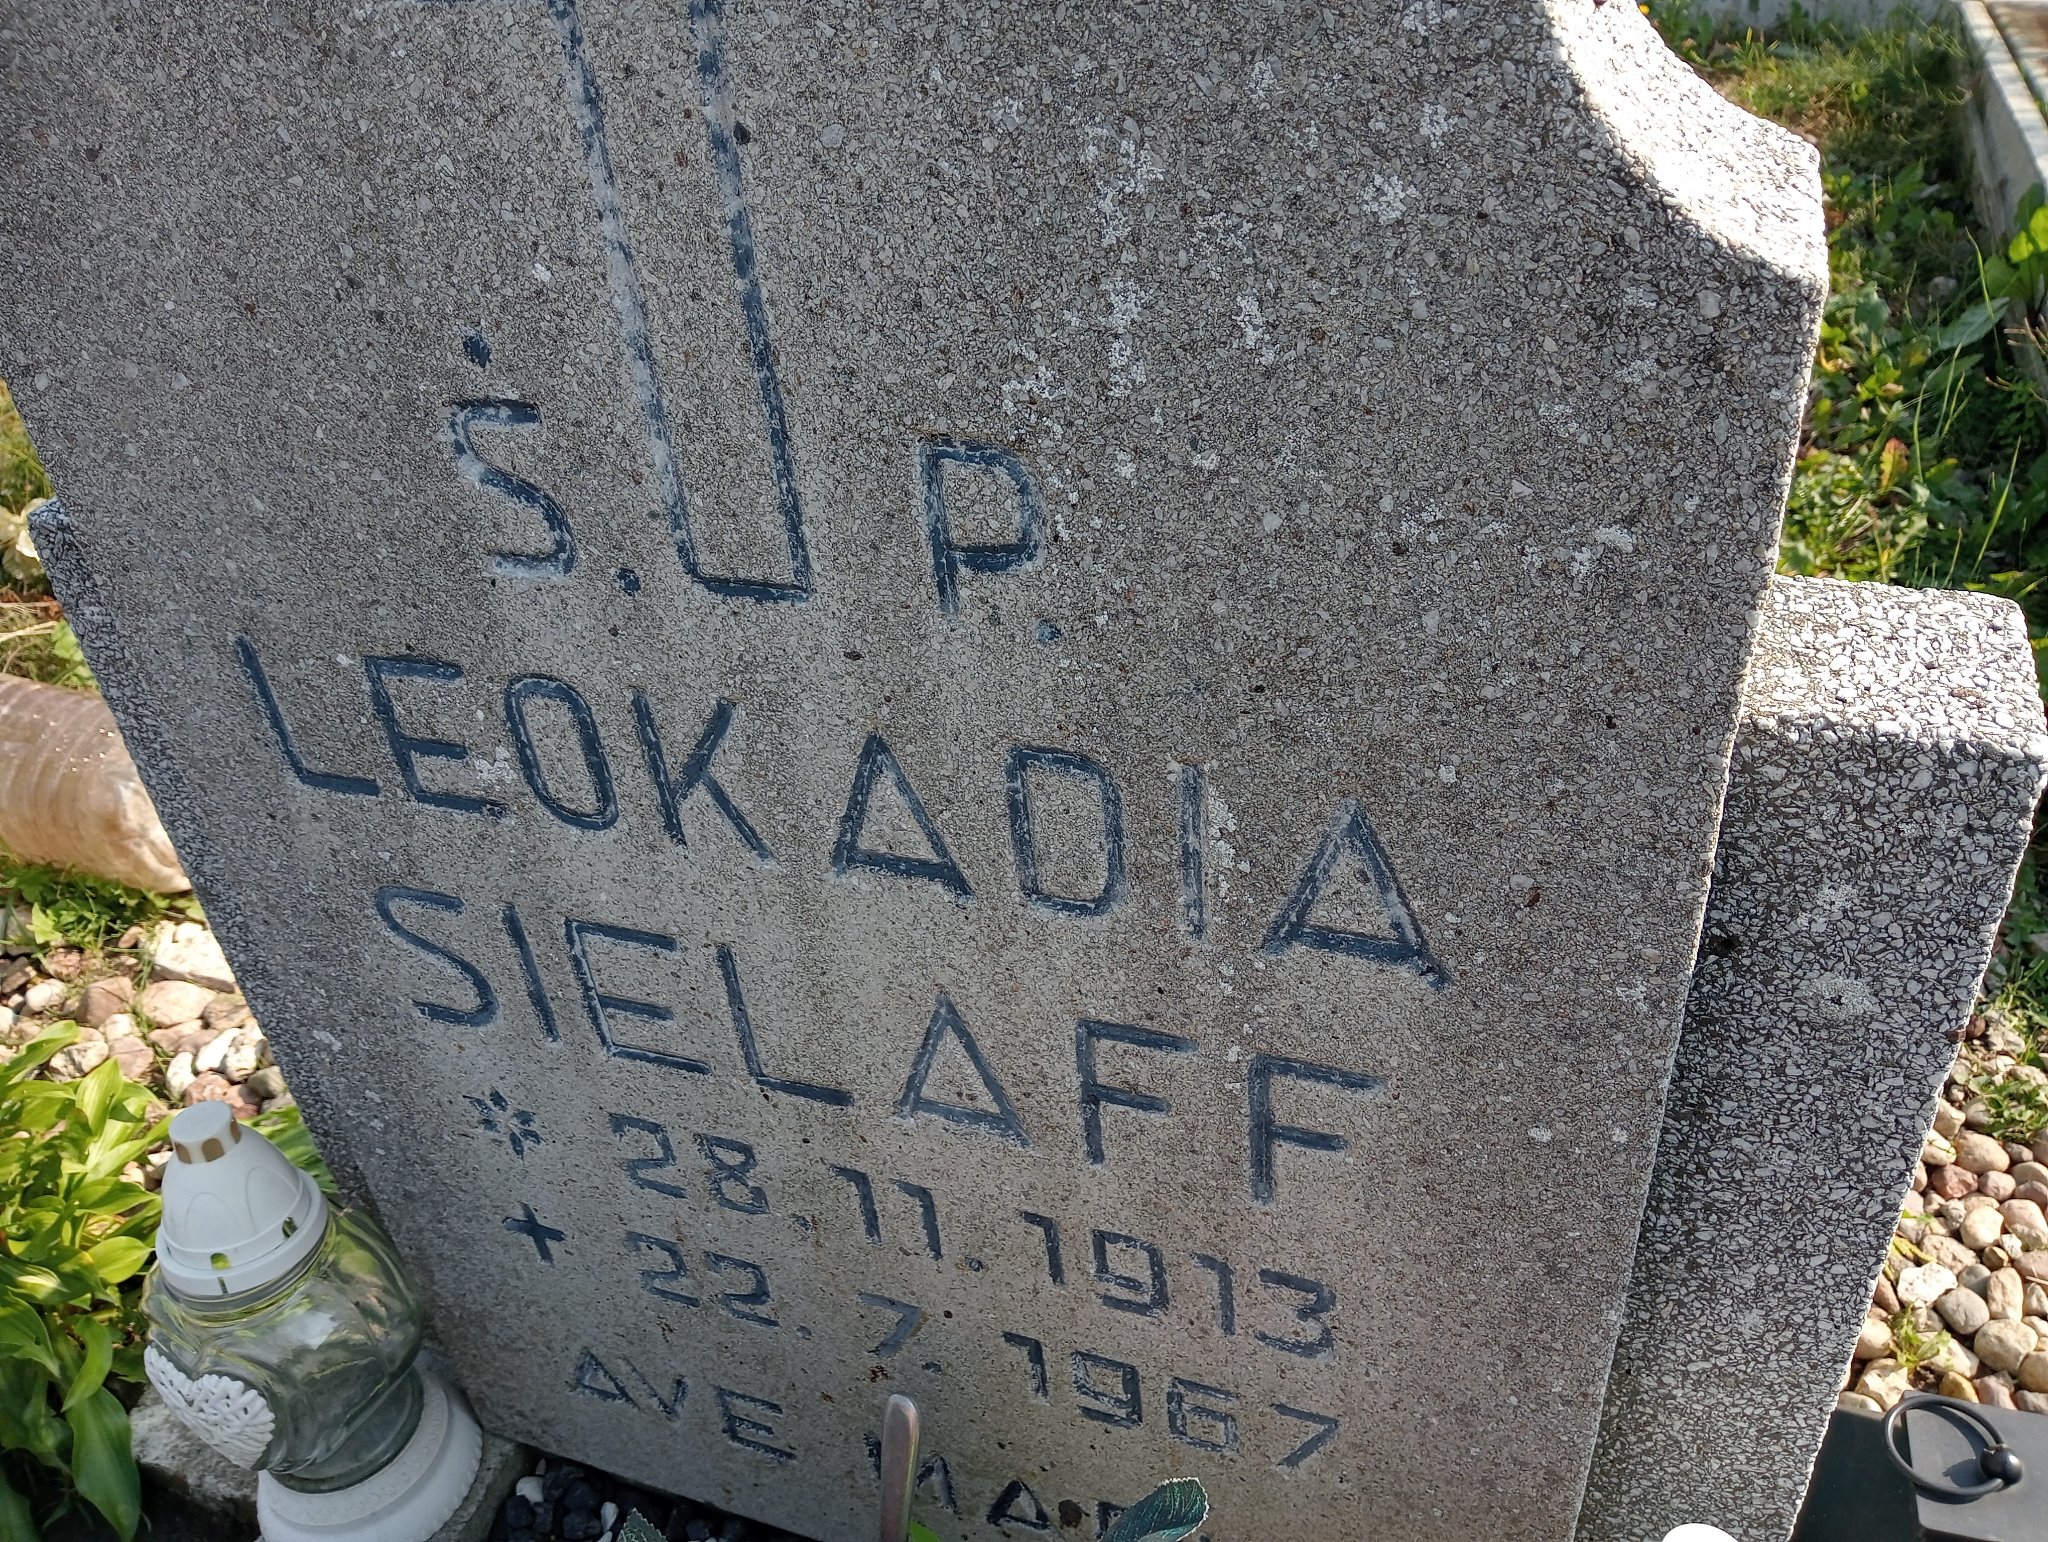 Ś. P.
LEOKADIA
SIELAFF
* 28.11.1913
+ 22.7.1967
AVE